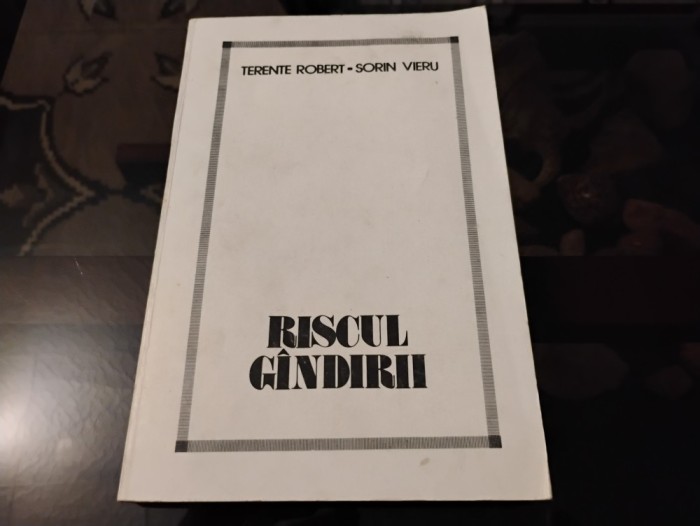 TERENTE ROBERT - SORIN VIERU
RISCUL
GÎNDIRII